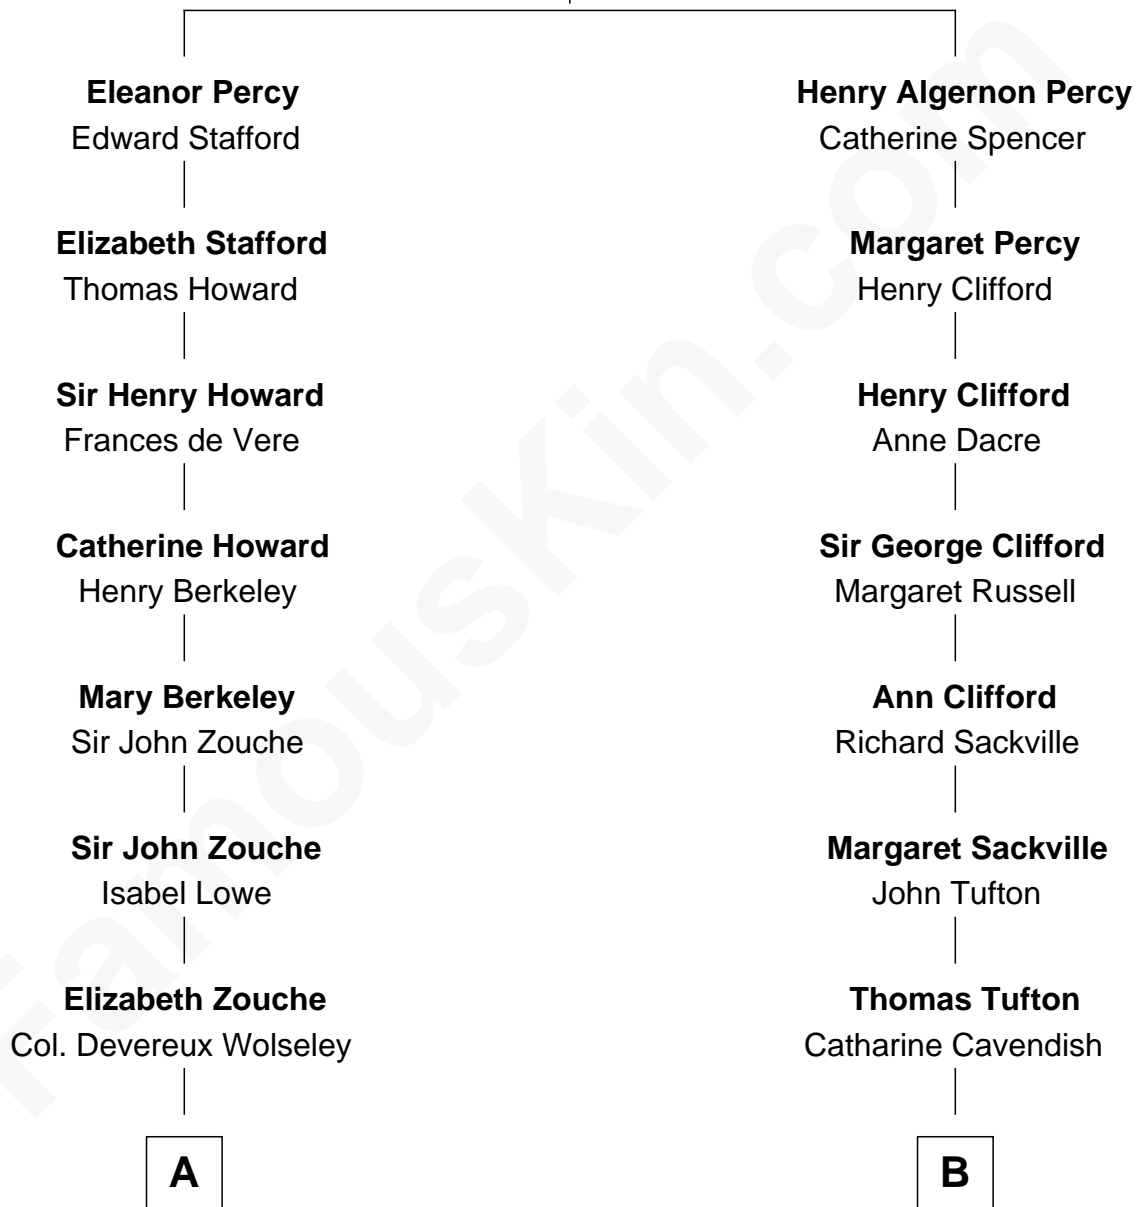 Eleanor Percy
Edward Stafford
Elizabeth Stafford
Thomas Howard
Sir Henry Howard
Frances de Vere
Catherine Howard
Henry Berkeley
Mary Berkeley
Sir John Zouche
Sir John Zouche
Isabel Lowe
Elizabeth Zouche
Col. Devereux Wolseley
A
Henry Algernon Percy
Catherine Spencer
Margaret Percy
Henry Clifford
Henry Clifford
Anne Dacre
Sir George Clifford
Margaret Russell
Ann Clifford
Richard Sackville
Margaret Sackville
John Tufton
Thomas Tufton
Catharine Cavendish
B
FamousKin.com